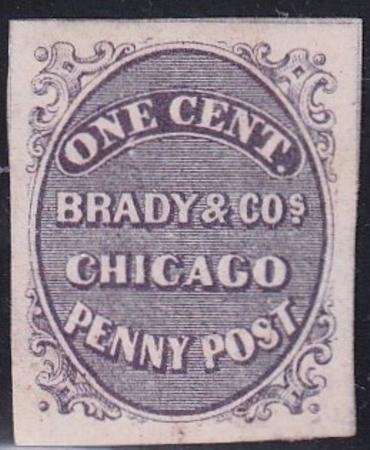 ONE CENT.
BRADY & COS
CHICAGO
PENNY POST